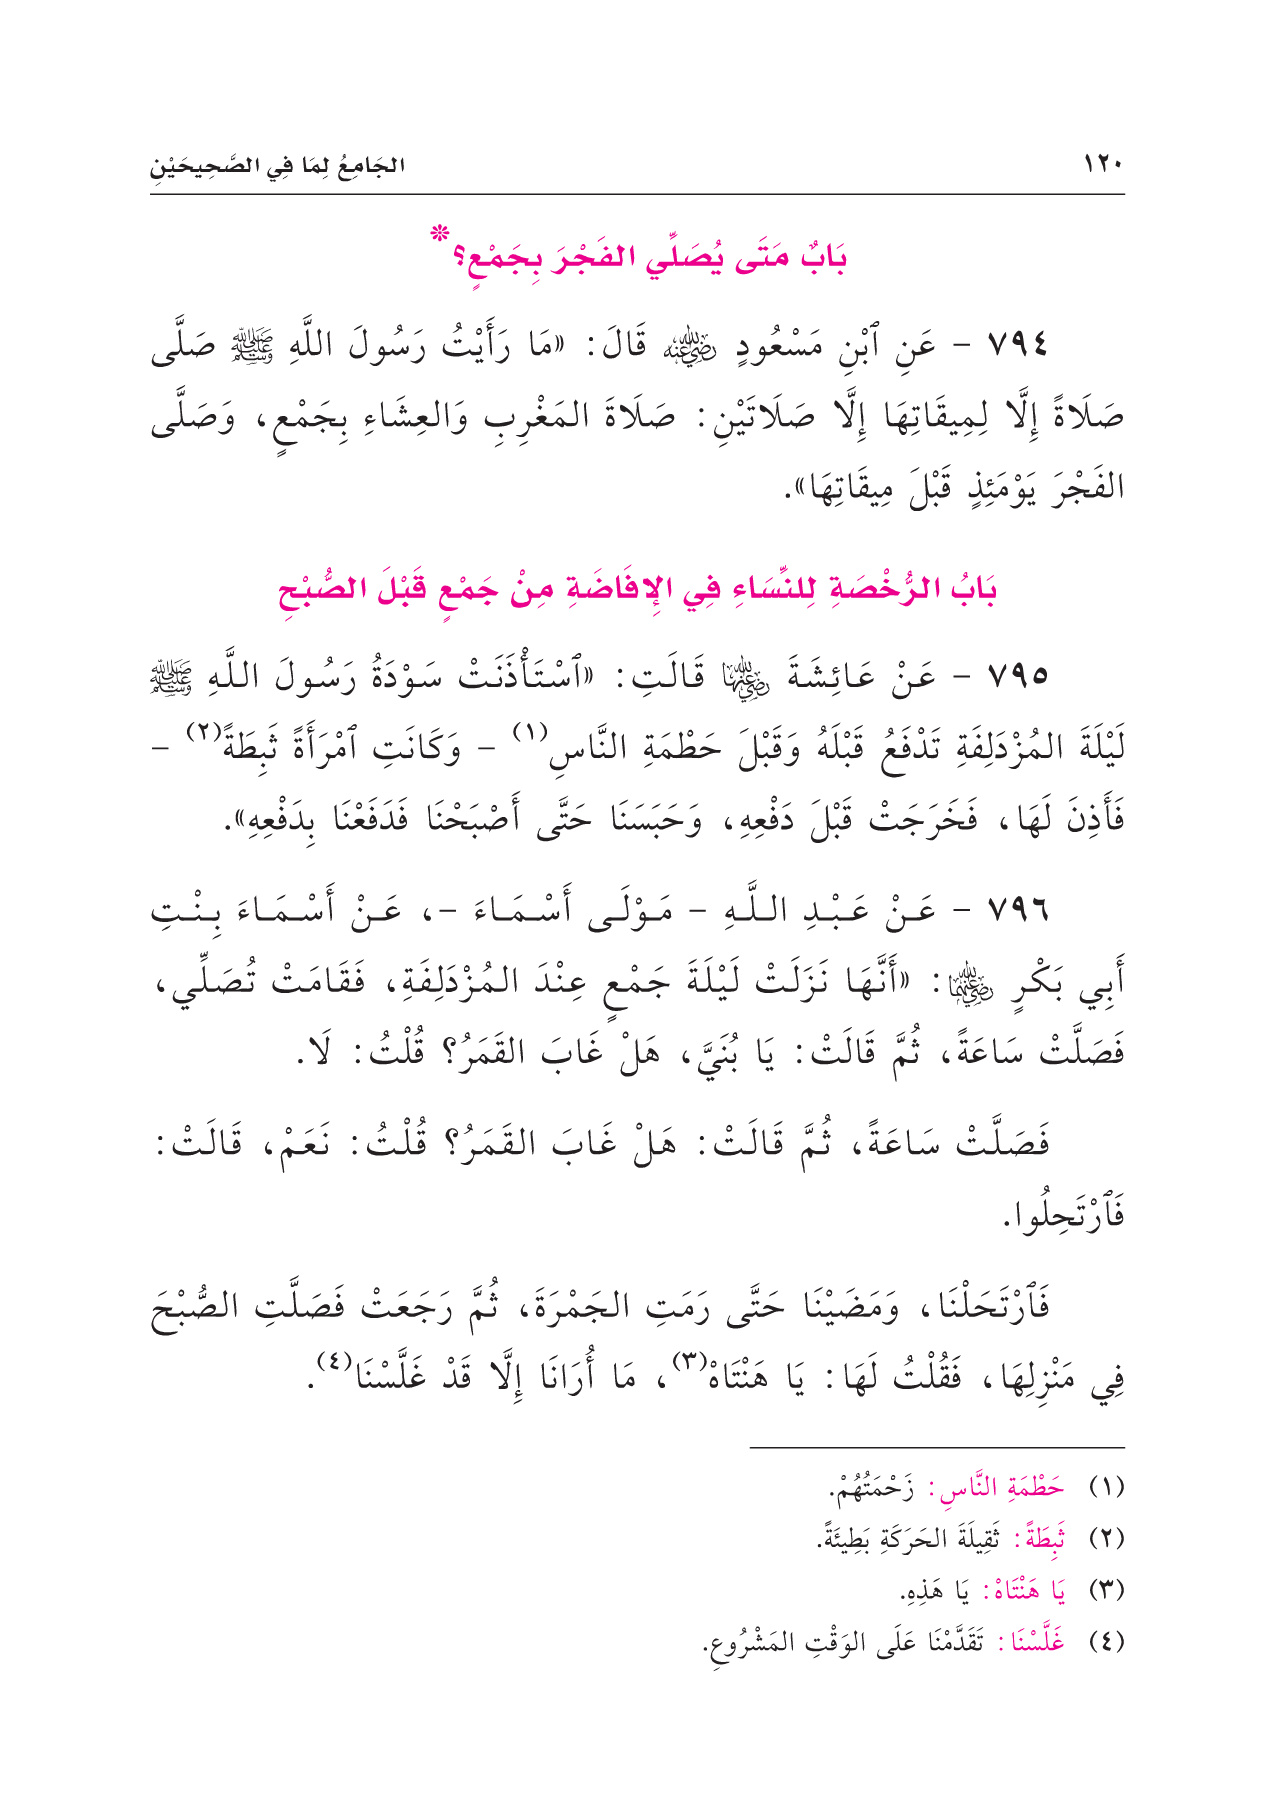 ١٢٠ الجَامِعُ لِمَا فِي الصَّحِيحَيْنِ
بَابٌ مَتَى يُصَلِّي الفَجْرَ بِجَمْعٍ؟*
٧٩٤ - عَنِ ٱبْنِ مَسْعُودٍ رضي الله عنه قَالَ: «مَا رَأَيْتُ رَسُولَ اللَّهِ ﷺ صَلَّى
صَلَاةً إِلَّا لِمِيقَاتِهَا إِلَّا صَلَاتَيْنِ: صَلَاةَ المَغْرِبِ وَالعِشَاءِ بِجَمْعٍ، وَصَلَّى
الفَجْرَ يَوْمَئِذٍ قَبْلَ مِيقَاتِهَا».
بَابُ الرُّخْصَةِ لِلنِّسَاءِ فِي الإِفَاضَةِ مِنْ جَمْعٍ قَبْلَ الصُّبْحِ
٧٩٥ - عَنْ عَائِشَةَ رضي الله عنها قَالَتِ: «ٱسْتَأْذَنَتْ سَوْدَةُ رَسُولَ اللَّهِ ﷺ
لَيْلَةَ المُزْدَلِفَةِ تَدْفَعُ قَبْلَهُ وَقَبْلَ حَطْمَةِ النَّاسِ(١) - وَكَانَتِ ٱمْرَأَةً ثَبِطَةً(٢) -
فَأَذِنَ لَهَا، فَخَرَجَتْ قَبْلَ دَفْعِهِ، وَحَبَسَنَا حَتَّى أَصْبَحْنَا فَدَفَعْنَا بِدَفْعِهِ».
٧٩٦ - عَنْ عَبْدِ اللَّهِ - مَوْلَى أَسْمَاءَ -، عَنْ أَسْمَاءَ بِنْتِ
أَبِي بَكْرٍ رضي الله عنهما: «أَنَّهَا نَزَلَتْ لَيْلَةَ جَمْعٍ عِنْدَ المُزْدَلِفَةِ، فَقَامَتْ تُصَلِّي،
فَصَلَّتْ سَاعَةً، ثُمَّ قَالَتْ: يَا بُنَيَّ، هَلْ غَابَ القَمَرُ؟ قُلْتُ: لَا.
فَصَلَّتْ سَاعَةً، ثُمَّ قَالَتْ: هَلْ غَابَ القَمَرُ؟ قُلْتُ: نَعَمْ، قَالَتْ:
فَٱرْتَحِلُوا.
فَٱرْتَحَلْنَا، وَمَضَيْنَا حَتَّى رَمَتِ الجَمْرَةَ، ثُمَّ رَجَعَتْ فَصَلَّتِ الصُّبْحَ
فِي مَنْزِلِهَا، فَقُلْتُ لَهَا: يَا هَنْتَاهْ(٣)، مَا أُرَانَا إِلَّا قَدْ غَلَّسْنَا(٤).
(١) حَطْمَةِ النَّاسِ: زَحْمَتُهُمْ.
(٢) ثَبِطَةً: ثَقِيلَةَ الحَرَكَةِ بَطِيئَةً.
(٣) يَا هَنْتَاهْ: يَا هَذِهِ.
(٤) غَلَّسْنَا: تَقَدَّمْنَا عَلَى الوَقْتِ المَشْرُوعِ.